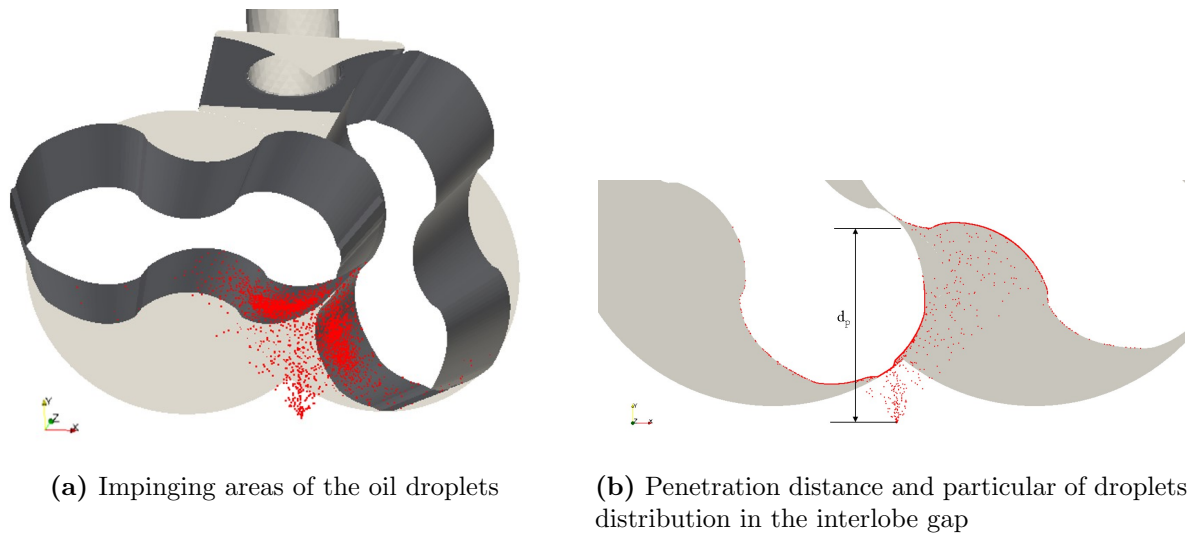 d_p
Y
Z
X
Y
Z
X
(a) Impinging areas of the oil droplets
(b) Penetration distance and particular of droplets
distribution in the interlobe gap